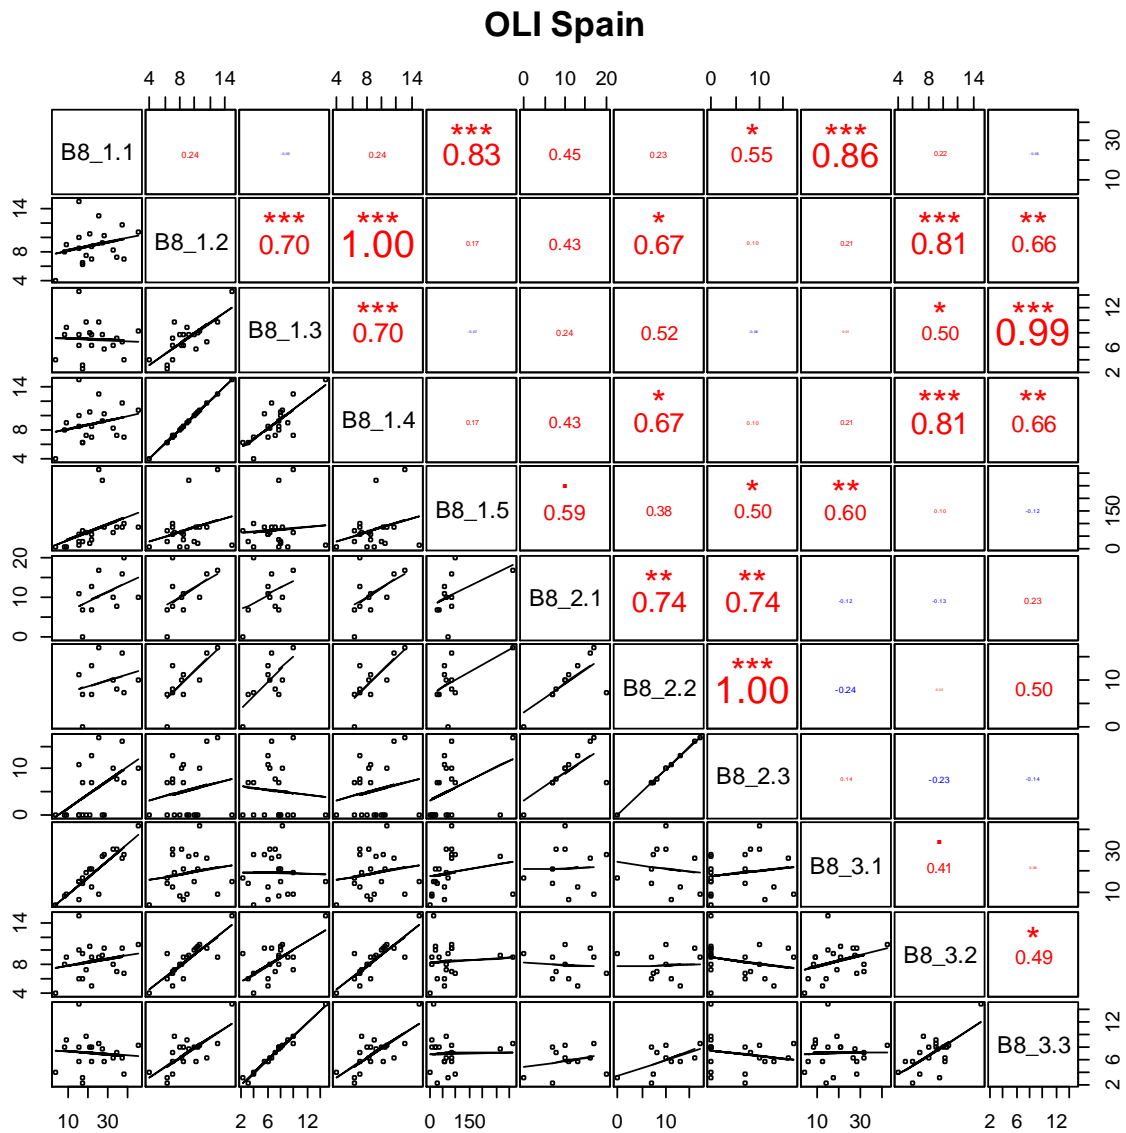 OLI Spain
4 8 14 4 8 14 0 10 20 0 10 4 8 14
B8_1.1 0.24 0.24 *** 0.83 0.45 0.23 * 0.55 *** 0.86 0.22 10 30
4 8 14 B8_1.2 *** 0.70 *** 1.00 0.17 0.43 * 0.67 0.10 0.21 *** 0.81 ** 0.66
B8_1.3 *** 0.70 0.24 0.52 * 0.50 *** 0.99 2 6 12
4 8 14 B8_1.4 0.17 0.43 * 0.67 0.10 0.21 *** 0.81 ** 0.66
B8_1.5 . 0.59 0.38 * 0.50 ** 0.60 0.10 -0.12 0 150
0 10 20 B8_2.1 ** 0.74 ** 0.74 -0.12 -0.13 0.23
B8_2.2 *** 1.00 -0.24 0.50 0 10
0 10 B8_2.3 0.14 -0.23 -0.14
B8_3.1 . 0.41 10 30
4 8 14 B8_3.2 * 0.49
B8_3.3 2 6 12
10 30 2 6 12 0 150 0 10 10 30 2 6 12